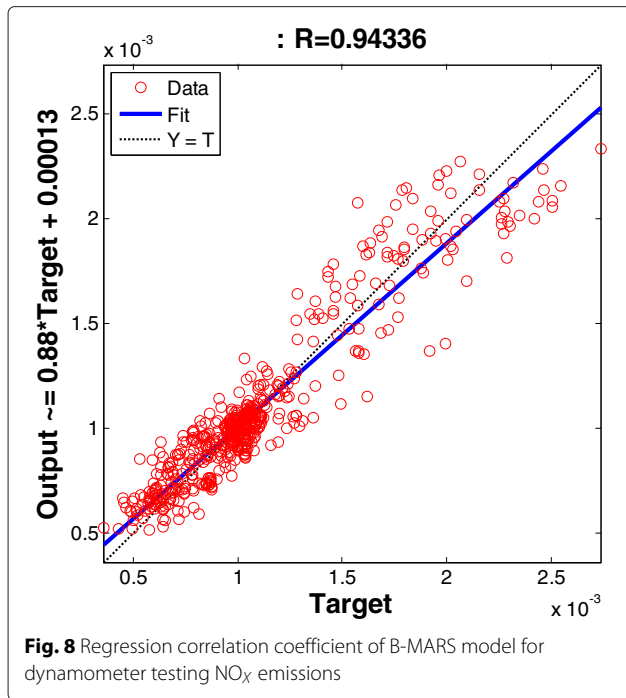 : R=0.94336
x 10⁻³
Data
Fit
Y = T
Output ~= 0.88*Target + 0.00013
2.5
2
1.5
1
0.5
0.5 1 1.5 2 2.5
Target
x 10⁻³
Fig. 8 Regression correlation coefficient of B-MARS model for
dynamometer testing NOX emissions